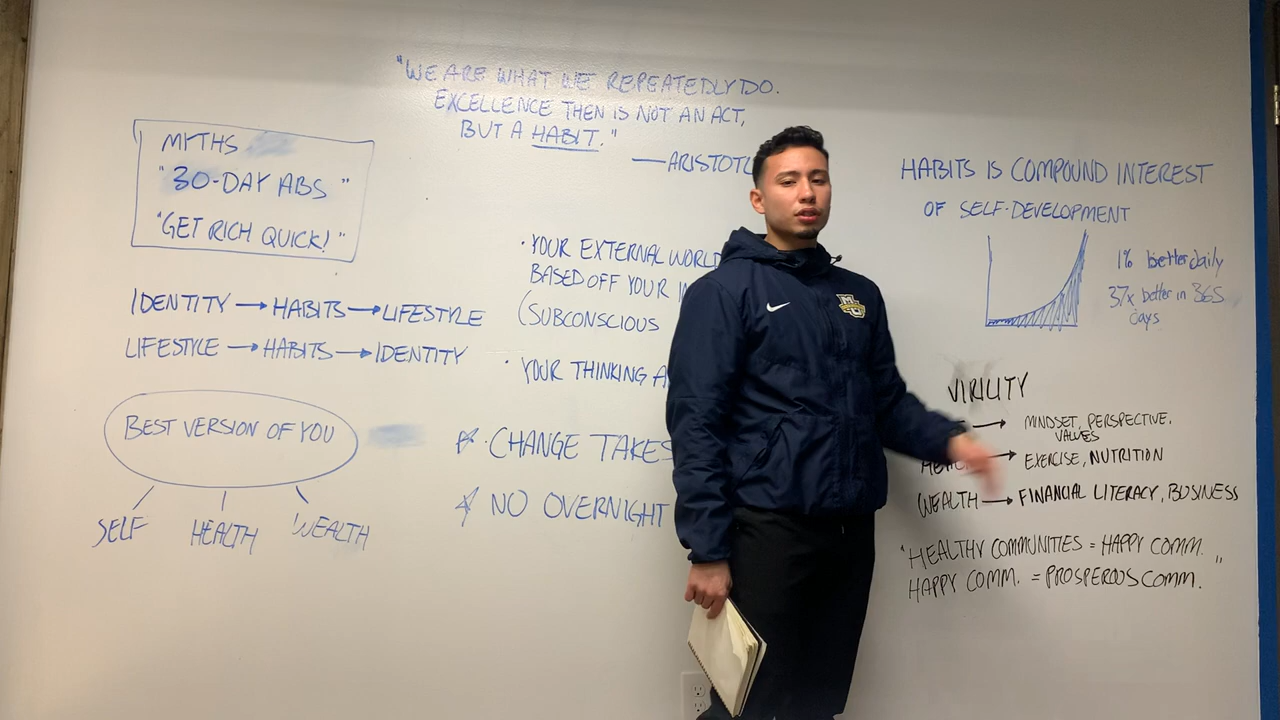 "WE ARE WHAT WE REPEATEDLY DO.
EXCELLENCE THEN IS NOT AN ACT,
BUT A HABIT."
MYTHS
"30-DAY ABS"
"GET RICH QUICK!"
IDENTITY → HABITS → LIFESTYLE
LIFESTYLE → HABITS → IDENTITY
BEST VERSION OF YOU
SELF
HEALTH
WEALTH
· YOUR EXTERNAL WORLD
BASED OFF YOUR
(SUBCONSCIOUS
· YOUR THINKING
CHANGE TAKES
NO OVERNIGHT
HABITS IS COMPOUND INTEREST
OF SELF-DEVELOPMENT
1% better daily
37x better in 365
days
VIRILITY
→ MINDSET, PERSPECTIVE,
VALUES
→ EXERCISE, NUTRITION
WEALTH → FINANCIAL LITERACY, BUSINESS
"HEALTHY COMMUNITIES = HAPPY COMM.
HAPPY COMM. = PROSPEROUS COMM."